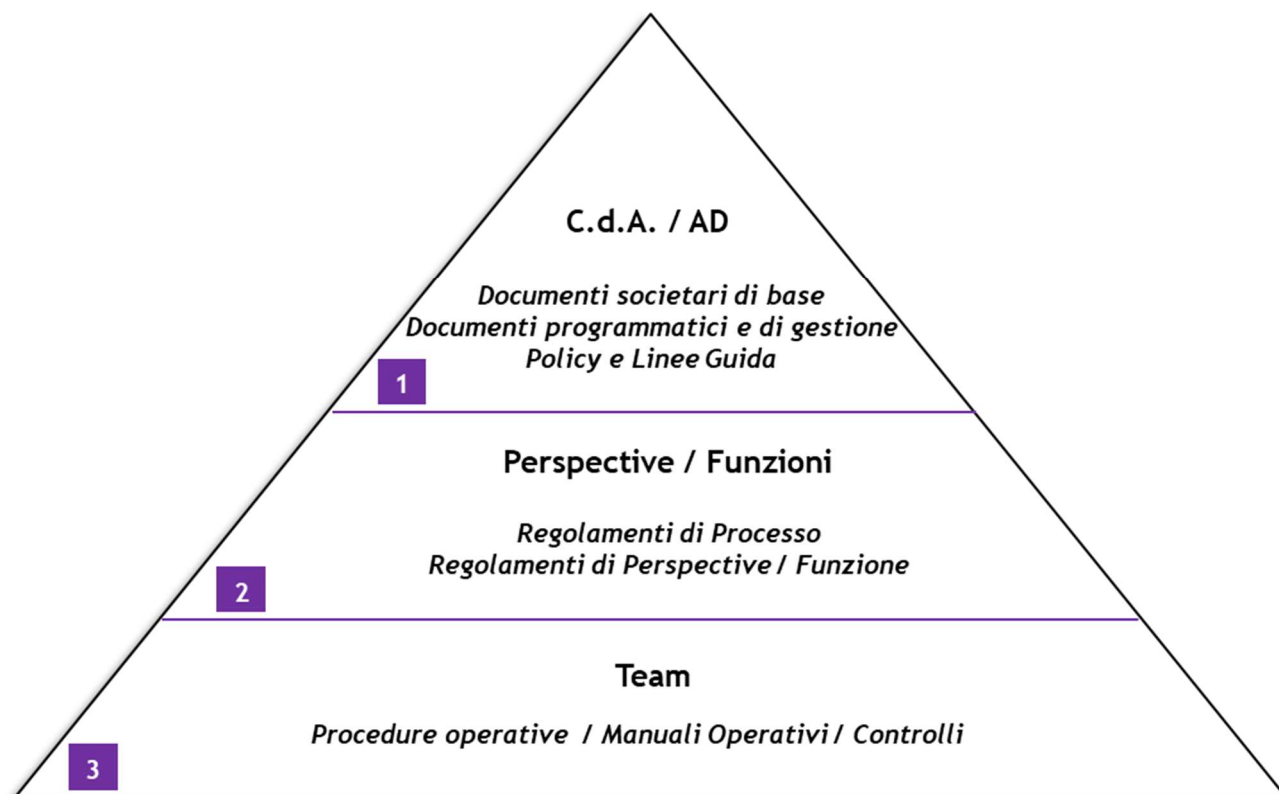 C.d.A. / AD
Documenti societari di base
Documenti programmatici e di gestione
Policy e Linee Guida
1
Perspective / Funzioni
Regolamenti di Processo
Regolamenti di Perspective / Funzione
2
Team
Procedure operative / Manuali Operativi / Controlli
3